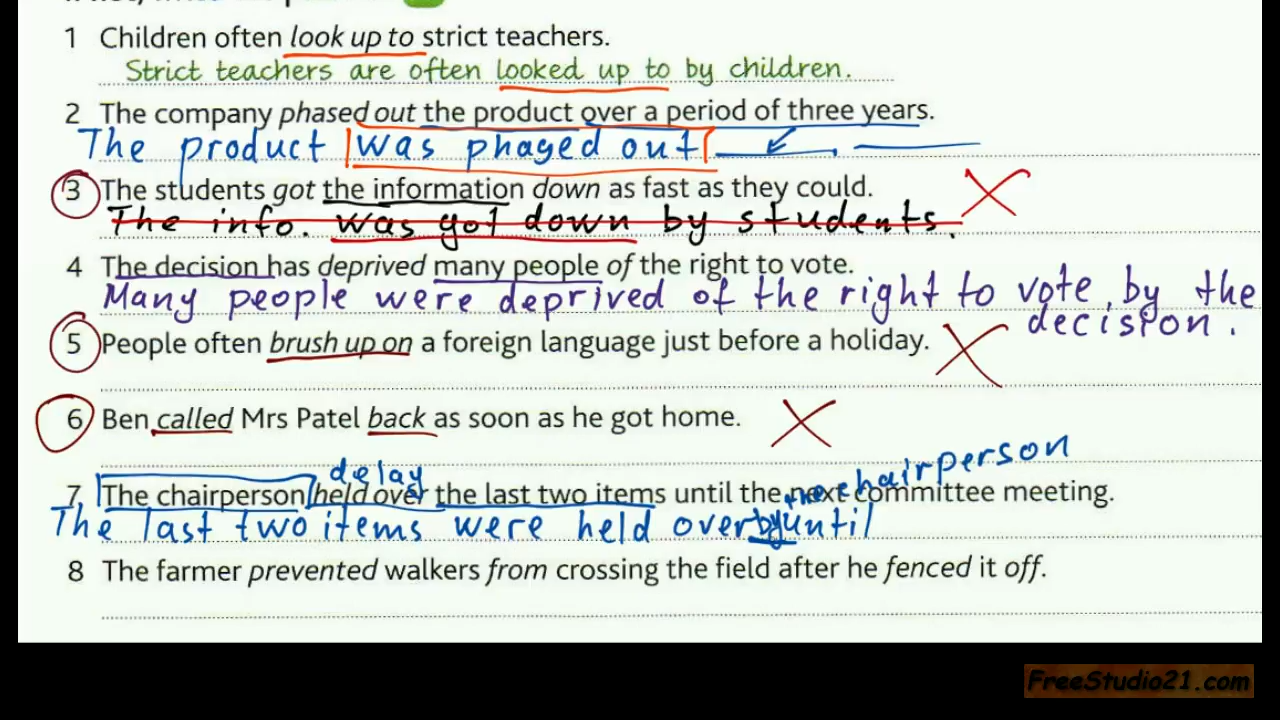 1 Children often look up to strict teachers.
Strict teachers are often looked up to by children.
2 The company phased out the product over a period of three years.
The product was phaged out
3 The students got the information down as fast as they could.
The info. was got down by students.
4 The decision has deprived many people of the right to vote.
Many people were deprived of the right to vote by the
decision.
5 People often brush up on a foreign language just before a holiday.
6 Ben called Mrs Patel back as soon as he got home.
delay
chairperson
7 The chairperson held over the last two items until the next committee meeting.
The last two items were held over by until
8 The farmer prevented walkers from crossing the field after he fenced it off.
FreeStudio21.com